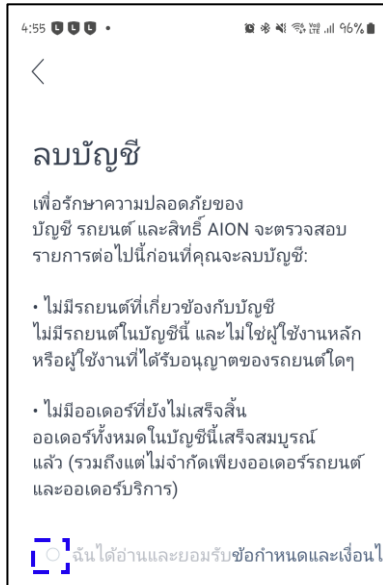 4:55
96%
ลบบัญชี
เพื่อรักษาความปลอดภัยของ
บัญชี รถยนต์ และสิทธิ์ AION จะตรวจสอบ
รายการต่อไปนี้ก่อนที่คุณจะลบบัญชี:
• ไม่มีรถยนต์ที่เกี่ยวข้องกับบัญชี
ไม่มีรถยนต์ในบัญชีนี้ และไม่ใช่ผู้ใช้งานหลัก
หรือผู้ใช้งานที่ได้รับอนุญาตของรถยนต์ใดๆ
• ไม่มีออเดอร์ที่ยังไม่เสร็จสิ้น
ออเดอร์ทั้งหมดในบัญชีนี้เสร็จสมบูรณ์
แล้ว (รวมถึงแต่ไม่จำกัดเพียงออเดอร์รถยนต์
และออเดอร์บริการ)
ฉันได้อ่านและยอมรับข้อกำหนดและเงื่อนไ